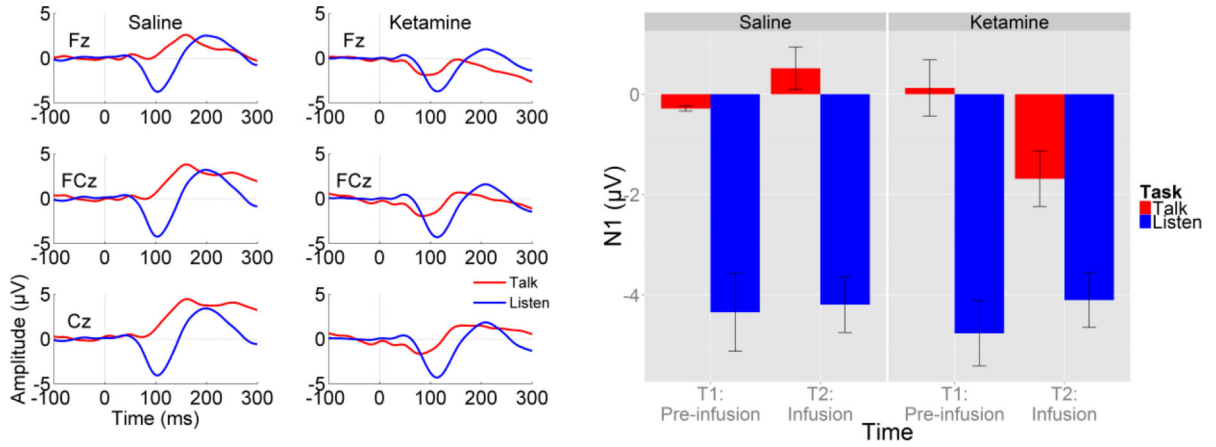 Saline
Ketamine
5
Fz
0
-5
-100 0 100 200 300
5
Fz
0
-5
-100 0 100 200 300
5
FCz
0
-5
-100 0 100 200 300
5
FCz
0
-5
-100 0 100 200 300
5
Cz
0
-5
-100 0 100 200 300
5
Talk
Listen
0
-5
-100 0 100 200 300
Amplitude (µV)
Time (ms)
Saline
Ketamine
0
-2
-4
N1 (µV)
T1:
Pre-infusion
T2:
Infusion
T1:
Pre-infusion
T2:
Infusion
Time
Task
Talk
Listen